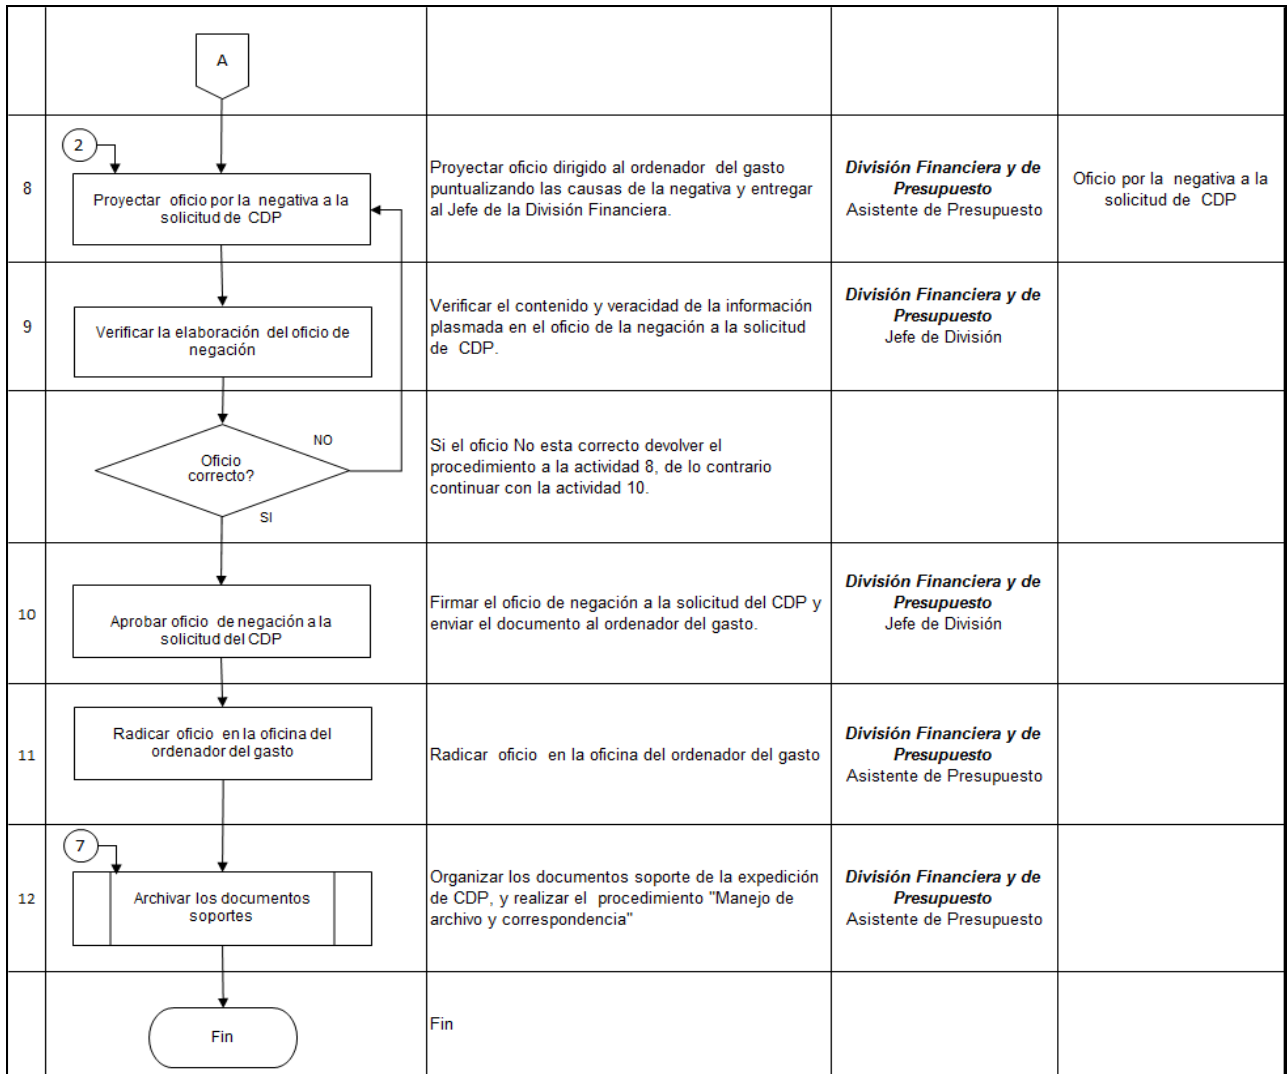 A
2
8
Proyectar oficio por la negativa a la
solicitud de CDP
Proyectar oficio dirigido al ordenador del gasto
puntualizando las causas de la negativa y entregar
al Jefe de la División Financiera.
División Financiera y de
Presupuesto
Asistente de Presupuesto
Oficio por la negativa a la
solicitud de CDP
9
Verificar la elaboración del oficio de
negación
Verificar el contenido y veracidad de la información
plasmada en el oficio de la negación a la solicitud
de CDP.
División Financiera y de
Presupuesto
Jefe de División
Oficio
correcto?
NO
SI
Si el oficio No esta correcto devolver el
procedimiento a la actividad 8, de lo contrario
continuar con la actividad 10.
10
Aprobar oficio de negación a la
solicitud del CDP
Firmar el oficio de negación a la solicitud del CDP y
enviar el documento al ordenador del gasto.
División Financiera y de
Presupuesto
Jefe de División
11
Radicar oficio en la oficina del
ordenador del gasto
Radicar oficio en la oficina del ordenador del gasto
División Financiera y de
Presupuesto
Asistente de Presupuesto
7
12
Archivar los documentos
soportes
Organizar los documentos soporte de la expedición
de CDP, y realizar el procedimiento "Manejo de
archivo y correspondencia"
División Financiera y de
Presupuesto
Asistente de Presupuesto
Fin
Fin